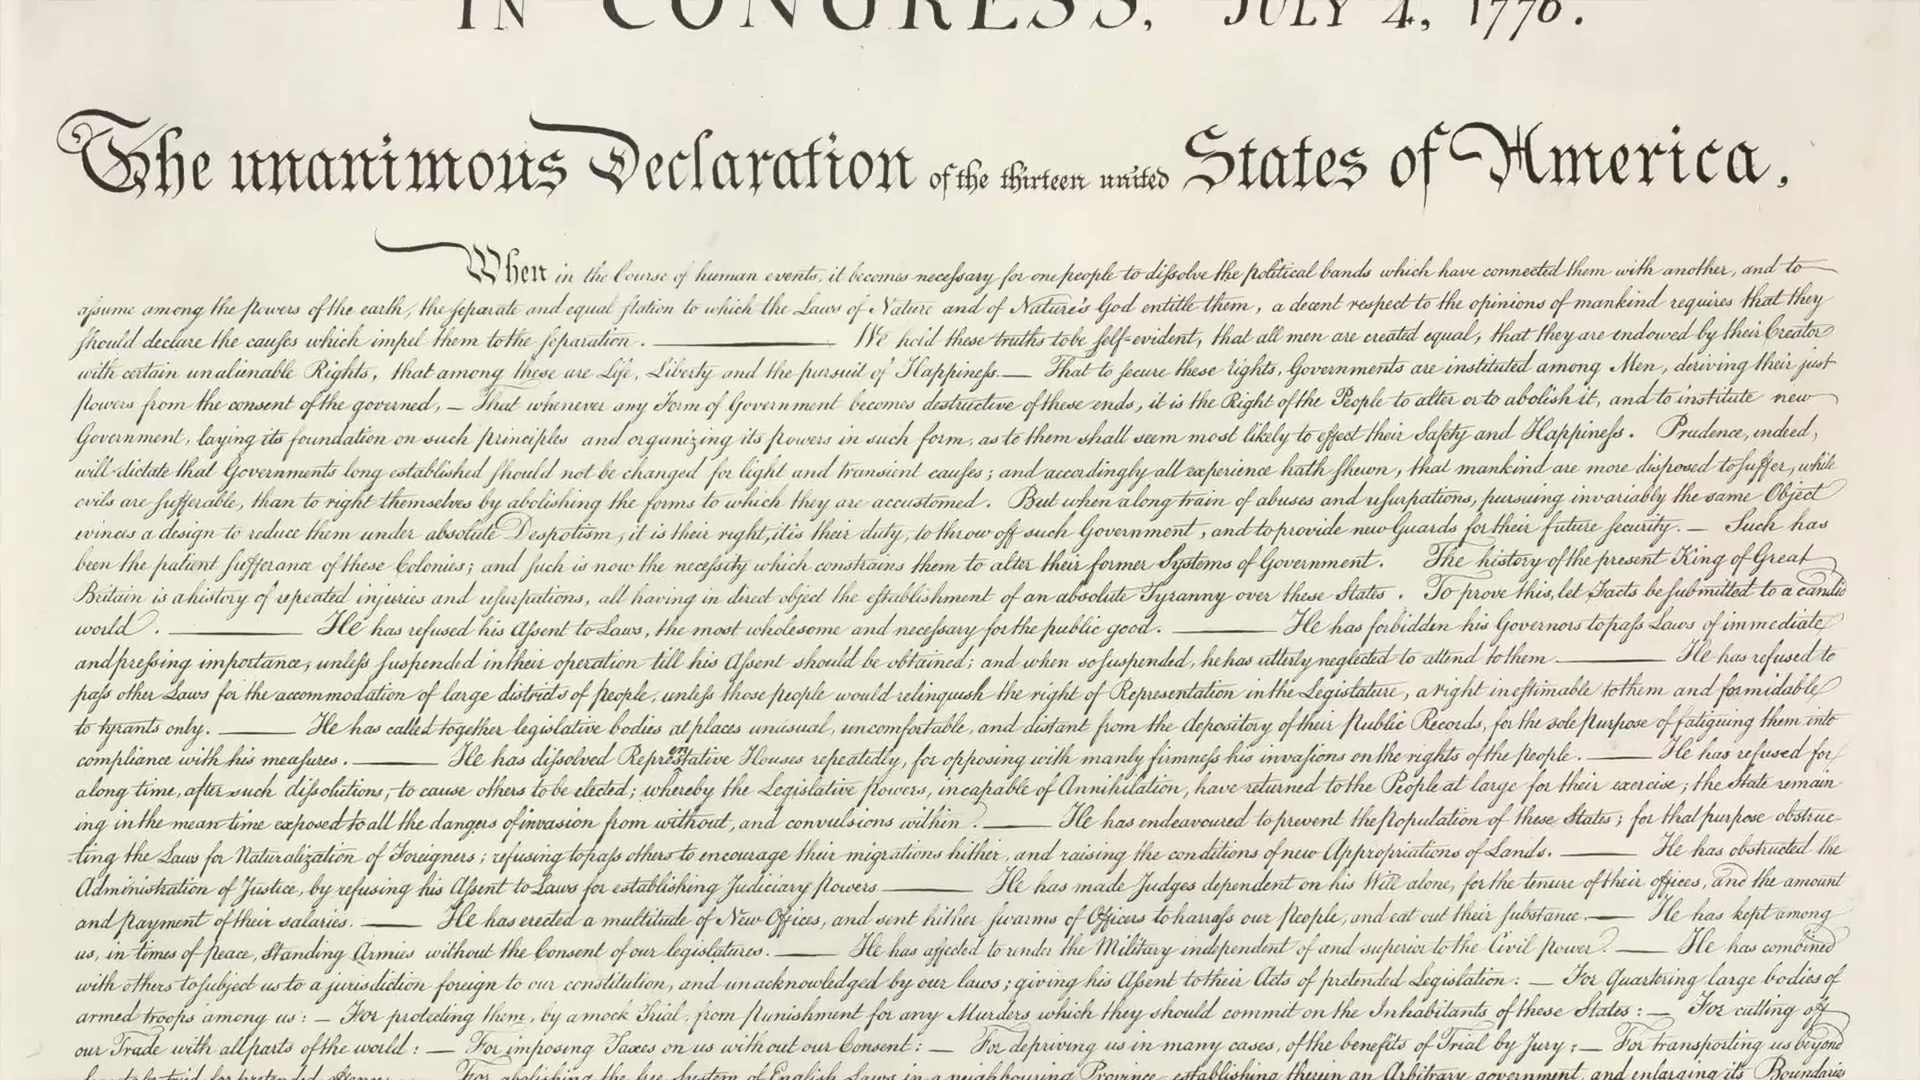 IN CONGRESS, JULY 4, 1776.
The unanimous Declaration of the thirteen united States of America,
When in the Course of human events, it becomes necessary for one people to dissolve the political bands which have connected them with another, and to
assume among the powers of the earth, the separate and equal station to which the Laws of Nature and of Nature's God entitle them, a decent respect to the opinions of mankind requires that they
should declare the causes which impel them to the separation. — We hold these truths to be self-evident, that all men are created equal, that they are endowed by their Creator
with certain unalienable Rights, that among these are Life, Liberty and the pursuit of Happiness. — That to secure these rights, Governments are instituted among Men, deriving their just
powers from the consent of the governed, — That whenever any Form of Government becomes destructive of these ends, it is the Right of the People to alter or to abolish it, and to institute new
Government, laying its foundation on such principles and organizing its powers in such form, as to them shall seem most likely to effect their Safety and Happiness. Prudence, indeed,
will dictate that Governments long established should not be changed for light and transient causes; and accordingly all experience hath shewn, that mankind are more disposed to suffer, while
evils are sufferable, than to right themselves by abolishing the forms to which they are accustomed. But when a long train of abuses and usurpations, pursuing invariably the same Object
evinces a design to reduce them under absolute Despotism, it is their right, it is their duty, to throw off such Government, and to provide new Guards for their future security. — Such has
been the patient sufferance of these Colonies; and such is now the necessity which constrains them to alter their former Systems of Government. The history of the present King of Great
Britain is a history of repeated injuries and usurpations, all having in direct object the establishment of an absolute Tyranny over these States. To prove this, let Facts be submitted to a candid
world. — He has refused his Assent to Laws, the most wholesome and necessary for the public good. — He has forbidden his Governors to pass Laws of immediate
and pressing importance, unless suspended in their operation till his Assent should be obtained; and when so suspended, he has utterly neglected to attend to them. — He has refused to
pass other Laws for the accommodation of large districts of people, unless those people would relinquish the right of Representation in the Legislature, a right inestimable to them and formidable
to tyrants only. — He has called together legislative bodies at places unusual, uncomfortable, and distant from the depository of their Public Records, for the sole purpose of fatiguing them into
compliance with his measures. — He has dissolved Representative Houses repeatedly, for opposing with manly firmness his invasions on the rights of the people. — He has refused for
a long time, after such dissolutions, to cause others to be elected; whereby the Legislative powers, incapable of Annihilation, have returned to the People at large for their exercise; the State remain-
ing in the mean time exposed to all the dangers of invasion from without, and convulsions within. — He has endeavoured to prevent the population of these States; for that purpose obstruc-
ting the Laws for Naturalization of Foreigners; refusing to pass others to encourage their migrations hither, and raising the conditions of new Appropriations of Lands. — He has obstructed the
Administration of Justice, by refusing his Assent to Laws for establishing Judiciary powers. — He has made Judges dependent on his Will alone, for the tenure of their offices, and the amount
and payment of their salaries. — He has erected a multitude of New Offices, and sent hither swarms of Officers to harrass our people, and eat out their substance. — He has kept among
us, in times of peace, Standing Armies without the Consent of our legislatures. — He has affected to render the Military independent of and superior to the Civil power. — He has combined
with others to subject us to a jurisdiction foreign to our constitution, and unacknowledged by our laws; giving his Assent to their Acts of pretended Legislation: — For Quartering large bodies of
armed troops among us: — For protecting them, by a mock Trial, from punishment for any Murders which they should commit on the Inhabitants of these States: — For cutting off
our Trade with all parts of the world: — For imposing Taxes on us without our Consent: — For depriving us in many cases, of the benefits of Trial by Jury: — For transporting us beyond
For abolishing the free System of English Laws in a neighbouring Province, establishing therein an Arbitrary government, and enlarging its Boundaries